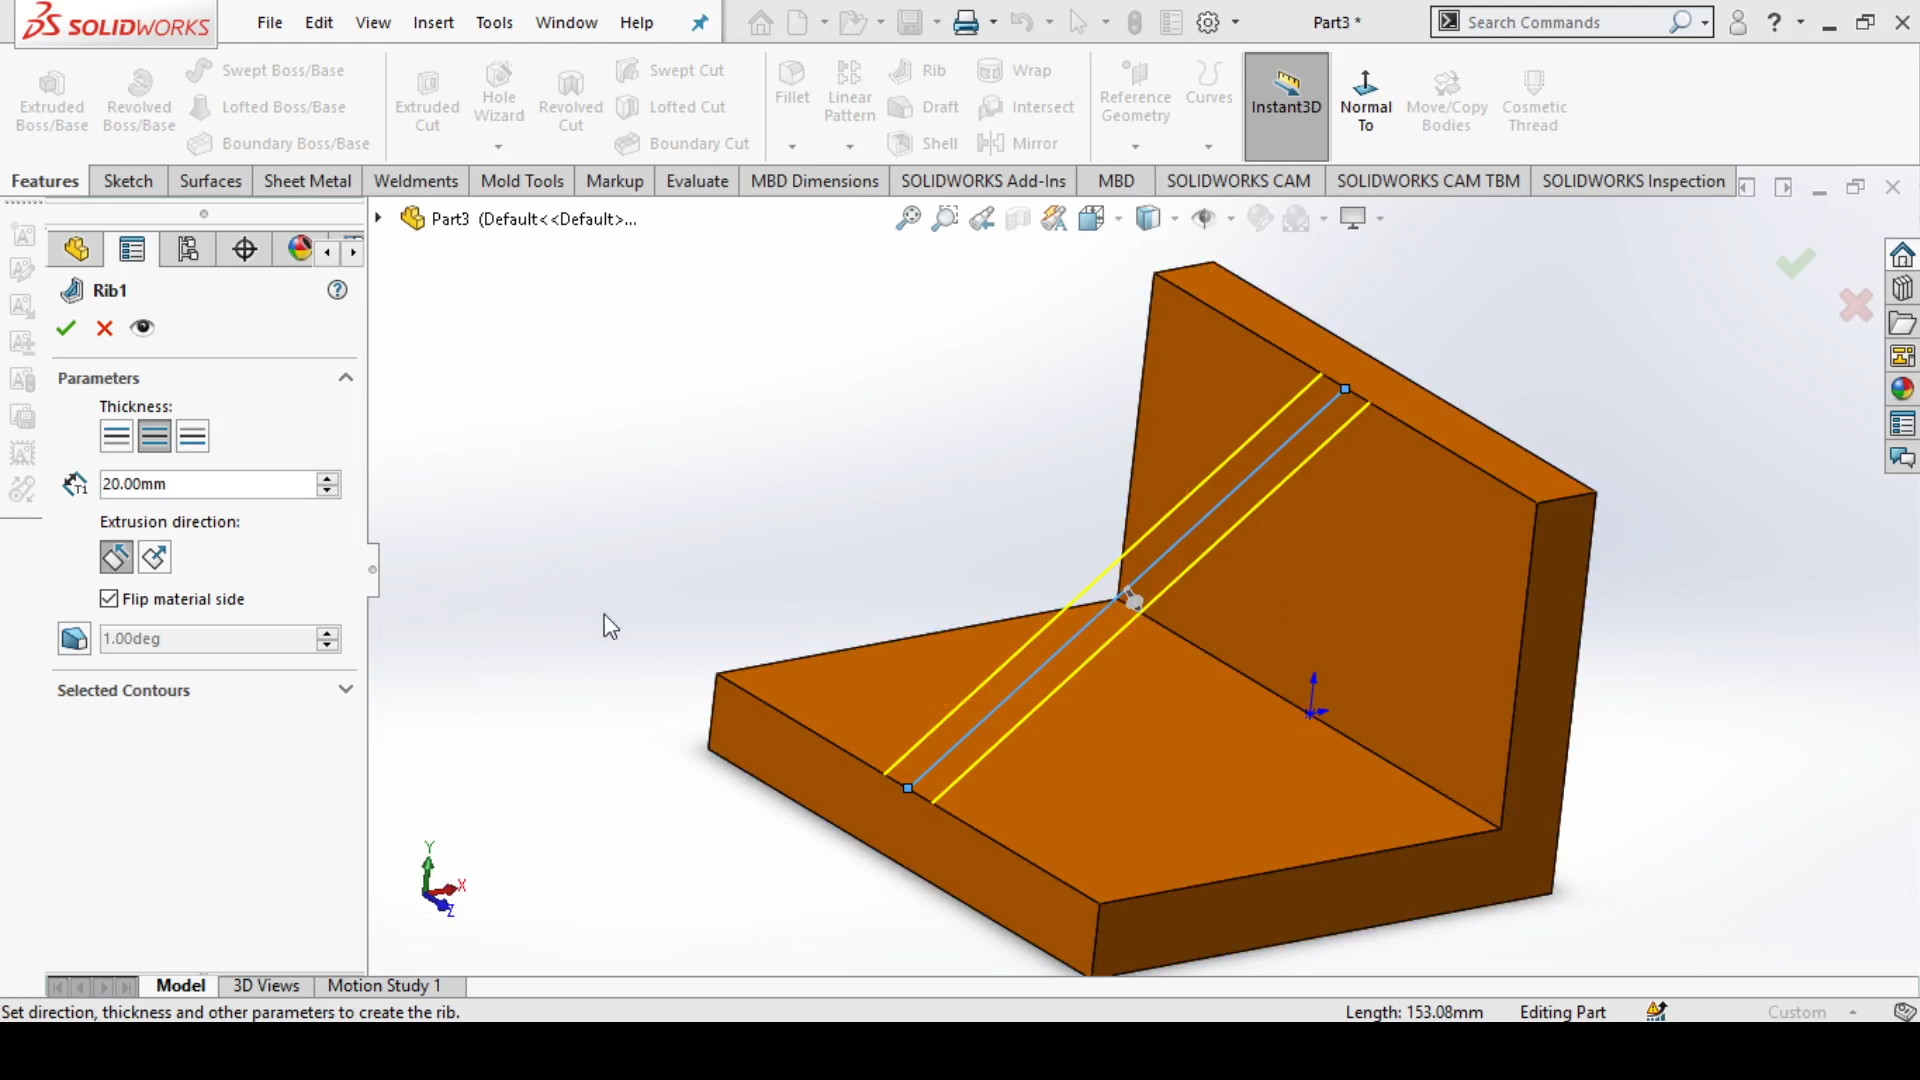 SOLIDWORKS File Edit View Insert Tools Window Help Part3 * Search Commands ?
Extruded Boss/Base
Revolved Boss/Base
Swept Boss/Base
Lofted Boss/Base
Boundary Boss/Base
Extruded Cut
Hole Wizard
Revolved Cut
Swept Cut
Lofted Cut
Boundary Cut
Fillet
Linear Pattern
Rib
Draft
Shell
Wrap
Intersect
Mirror
Reference Geometry
Curves
Instant3D
Normal To
Move/Copy Bodies
Cosmetic Thread
Features Sketch Surfaces Sheet Metal Weldments Mold Tools Markup Evaluate MBD Dimensions SOLIDWORKS Add-Ins MBD SOLIDWORKS CAM SOLIDWORKS CAM TBM SOLIDWORKS Inspection
Part3 (Default<<Default>...
Rib1
Parameters
Thickness:
T1 20.00mm
Extrusion direction:
Flip material side
1.00deg
Selected Contours
Y
X
Z
Model 3D Views Motion Study 1
Set direction, thickness and other parameters to create the rib. Length: 153.08mm Editing Part Custom